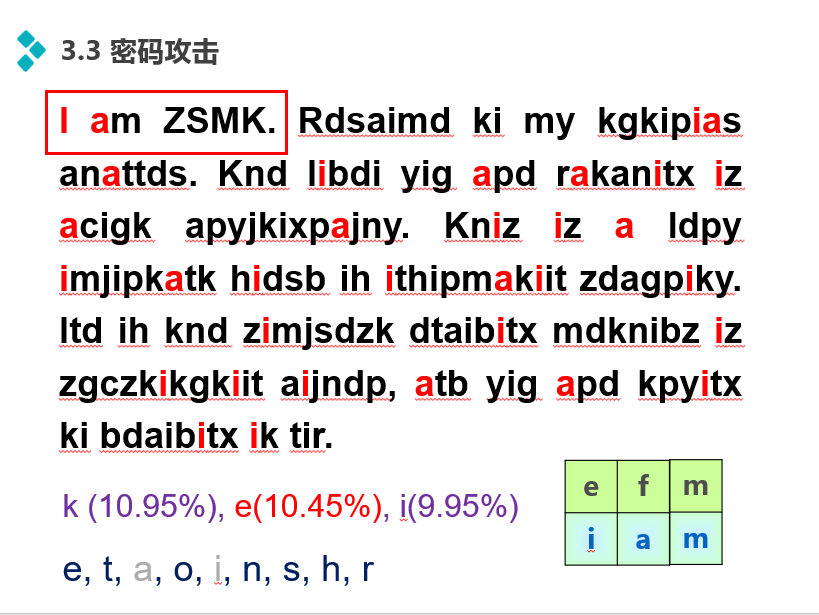 3.3 密码攻击
I am ZSMK. Rdsaimd ki my kgkipias
anattds. Knd libdi yig apd rakanitx iz
acigk apyjkixpajny. Kniz iz a ldpy
imjipkatk hidsb ih ithipmakiit zdagpiky.
Itd ih knd zimjsdzk dtaibitx mdknibz iz
zgczkikgkiit aijndp, atb yig apd kpyitx
ki bdaibitx ik tir.
k (10.95%), e(10.45%), i(9.95%)
e, t, a, o, i, n, s, h, r
e f m
i a m